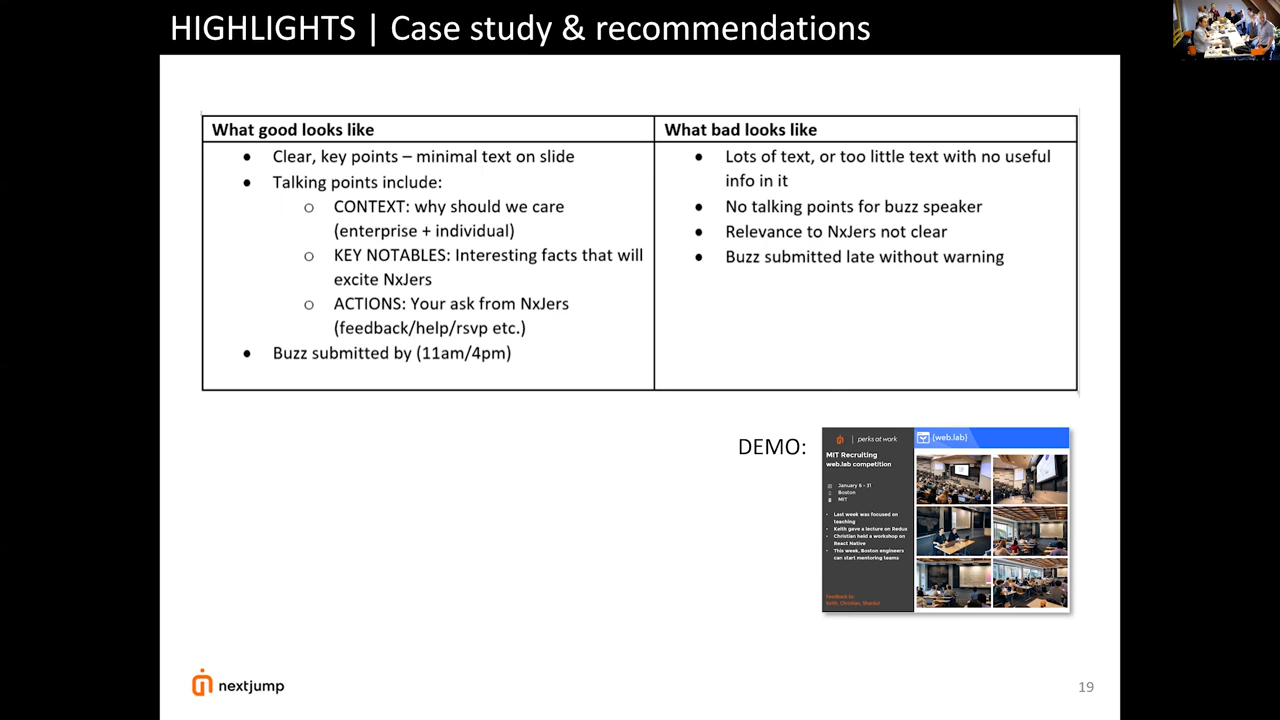 HIGHLIGHTS | Case study & recommendations
What good looks like
• Clear, key points – minimal text on slide
• Talking points include:
o CONTEXT: why should we care
(enterprise + individual)
o KEY NOTABLES: Interesting facts that will
excite NxJers
o ACTIONS: Your ask from NxJers
(feedback/help/rsvp etc.)
• Buzz submitted by (11am/4pm)
What bad looks like
• Lots of text, or too little text with no useful
info in it
• No talking points for buzz speaker
• Relevance to NxJers not clear
• Buzz submitted late without warning
DEMO:
| perks at work
{web.lab}
MIT Recruiting
web.lab competition
January 6 - 31
Boston
MIT
• Last week was focused on
teaching
• Keith gave a lecture on Redux
• Christian held a workshop on
React Native
• This week, Boston engineers
can start mentoring teams
Feedback to:
Keith, Christian,
nextjump
19